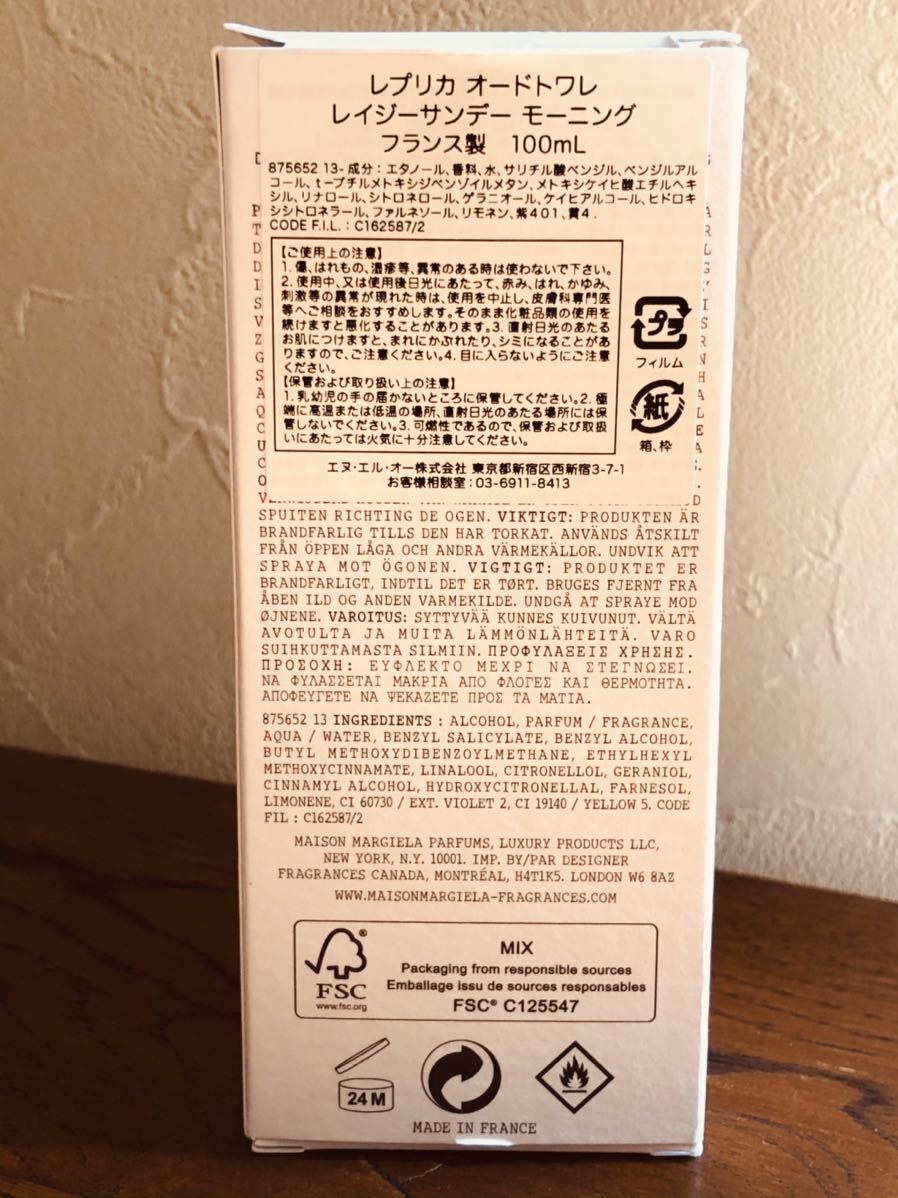 レプリカ オードトワレ
レイジーサンデー モーニング
フランス製 100mL
875652 13- 成分：エタノール、香料、水、サリチル酸ベンジル、ベンジルアル
コール、t－ブチルメトキシジベンゾイルメタン、メトキシケイヒ酸エチルヘキ
シル、リナロール、シトロネロール、ゲラニオール、ケイヒアルコール、ヒドロキ
シシトロネラール、ファルネソール、リモネン、紫401、黄4．
CODE F.I.L.：C162587/2
【ご使用上の注意】
1．傷、はれもの、湿疹等、異常のある時は使わないで下さい。
2．使用中、又は使用後日光にあたって、赤み、はれ、かゆみ、
刺激等の異常が現れた時は、使用を中止し、皮膚科専門医
等へご相談をおすすめします。そのまま化粧品類の使用を
続けますと悪化することがあります。3．直射日光のあたる
お肌につけますと、まれにかぶれたり、シミになることがあ
りますので、ご注意ください。4．目に入らないようにご注意
ください。
【保管および取り扱い上の注意】
1．乳幼児の手の届かないところに保管してください。2．極
端に高温または低温の場所、直射日光のあたる場所には保
管しないでください。3．可燃性であるので、保管および取扱
いにあたっては火気に十分注意してください。
プラ
フィルム
紙
箱、枠
エヌ・エル・オー株式会社 東京都新宿区西新宿3-7-1
お客様相談室：03-6911-8413
SPUITEN RICHTING DE OGEN. VIKTIGT: PRODUKTEN ÄR
BRANDFARLIG TILLS DEN HAR TORKAT. ANVÄNDS ÅTSKILT
FRÅN ÖPPEN LÅGA OCH ANDRA VÄRMEKÄLLOR. UNDVIK ATT
SPRAYA MOT ÖGONEN. VIGTIGT: PRODUKTET ER
BRANDFARLIGT, INDTIL DET ER TØRT. BRUGES FJERNT FRA
ÅBEN ILD OG ANDEN VARMEKILDE. UNDGÅ AT SPRAYE MOD
ØJNENE. VAROITUS: SYTTYVÄÄ KUNNES KUIVUNUT. VÄLTÄ
AVOTULTA JA MUITA LÄMMÖNLÄHTEITÄ. VARO
SUIHKUTTAMASTA SILMIIN. ΠΡΟΦΥΛΑΞΕΙΣ ΧΡΗΣΗΣ.
ΠΡΟΣΟΧΗ: ΕΥΦΛΕΚΤΟ ΜΕΧΡΙ ΝΑ ΣΤΕΓΝΩΣΕΙ.
ΝΑ ΦΥΛΑΣΣΕΤΑΙ ΜΑΚΡΙΑ ΑΠΟ ΦΛΟΓΕΣ ΚΑΙ ΘΕΡΜΟΤΗΤΑ.
ΑΠΟΦΕΥΓΕΤΕ ΝΑ ΨΕΚΑΖΕΤΕ ΠΡΟΣ ΤΑ ΜΑΤΙΑ.
875652 13 INGREDIENTS : ALCOHOL, PARFUM / FRAGRANCE,
AQUA / WATER, BENZYL SALICYLATE, BENZYL ALCOHOL,
BUTYL METHOXYDIBENZOYLMETHANE, ETHYLHEXYL
METHOXYCINNAMATE, LINALOOL, CITRONELLOL, GERANIOL,
CINNAMYL ALCOHOL, HYDROXYCITRONELLAL, FARNESOL,
LIMONENE, CI 60730 / EXT. VIOLET 2, CI 19140 / YELLOW 5. CODE
FIL : C162587/2
MAISON MARGIELA PARFUMS, LUXURY PRODUCTS LLC,
NEW YORK, N.Y. 10001. IMP. BY/PAR DESIGNER
FRAGRANCES CANADA, MONTRÉAL, H4T1K5. LONDON W6 8AZ
WWW.MAISONMARGIELA-FRAGRANCES.COM
FSC
www.fsc.org
MIX
Packaging from responsible sources
Emballage issu de sources responsables
FSC® C125547
24 M
MADE IN FRANCE